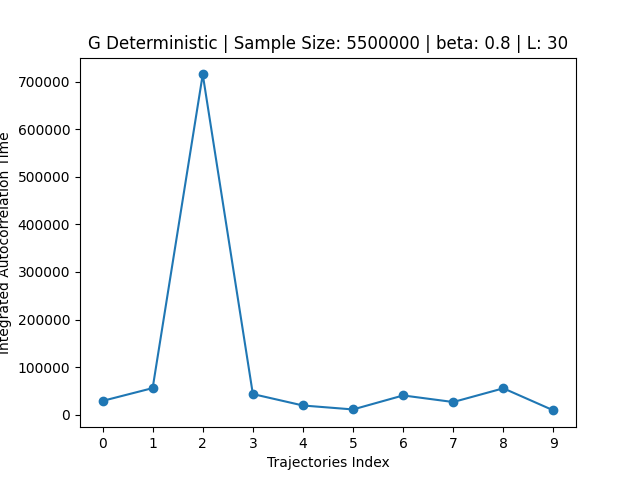 G Deterministic | Sample Size: 5500000 | beta: 0.8 | L: 30
700000
600000
500000
400000
300000
200000
100000
0
Integrated Autocorrelation Time
0 1 2 3 4 5 6 7 8 9
Trajectories Index